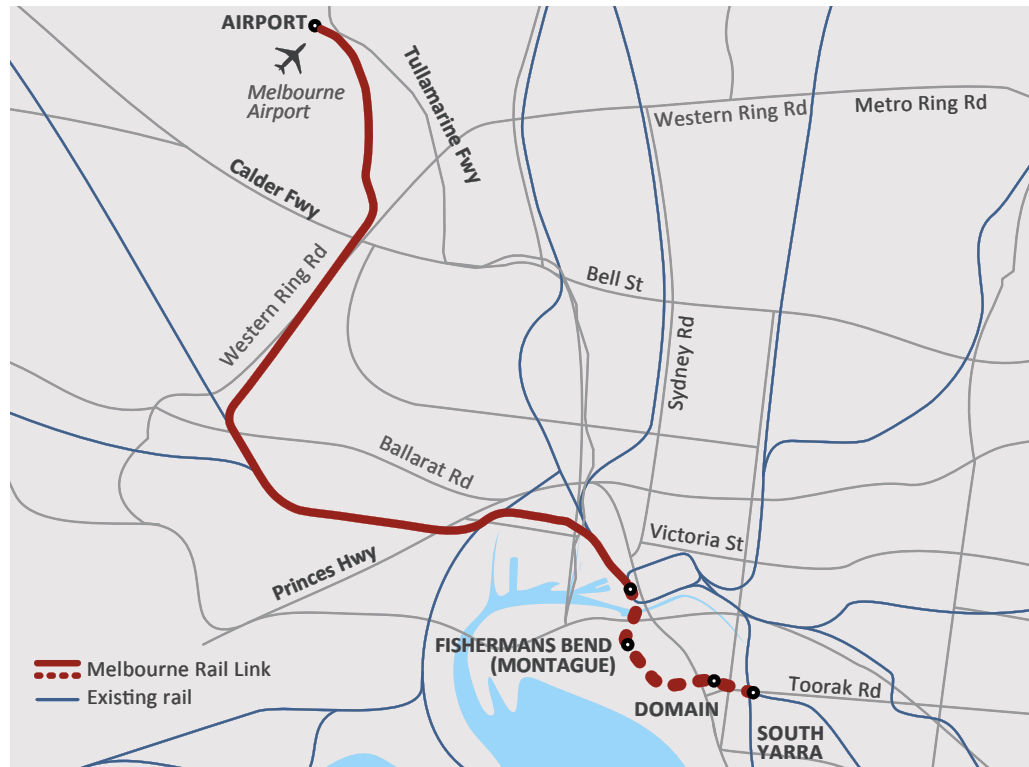 AIRPORT
Melbourne
Airport
Tullamarine Fwy
Western Ring Rd
Metro Ring Rd
Calder Fwy
Western Ring Rd
Bell St
Sydney Rd
Ballarat Rd
Victoria St
Princes Hwy
FISHERMANS BEND
(MONTAGUE)
Melbourne Rail Link
Existing rail
DOMAIN
Toorak Rd
SOUTH
YARRA